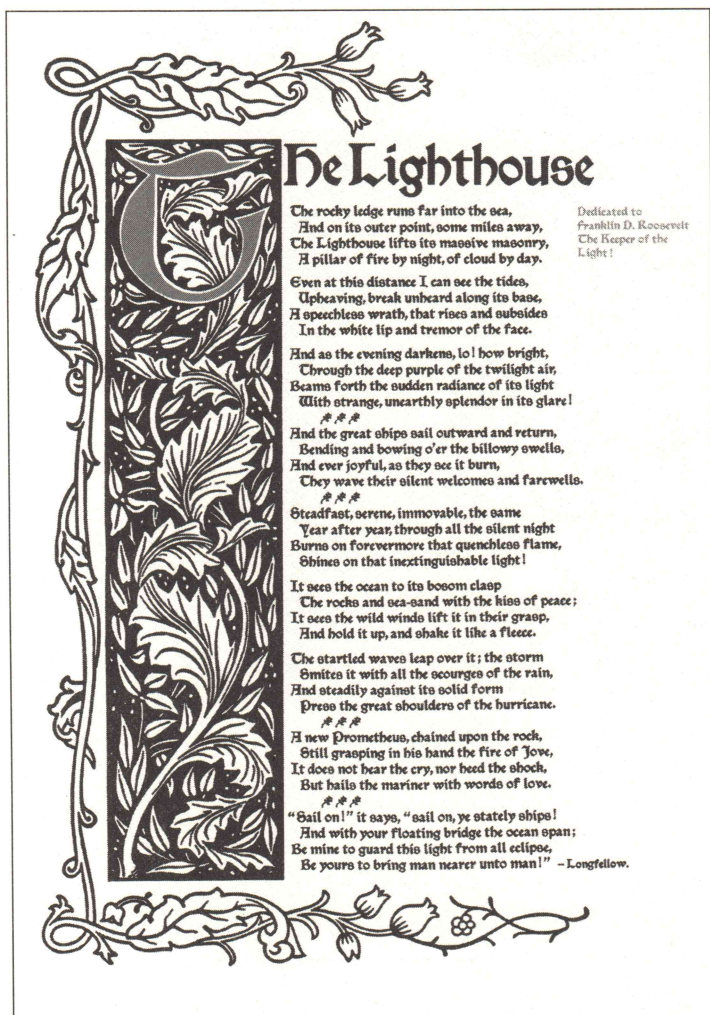 The Lighthouse
Dedicated to
Franklin D. Roosevelt
The Keeper of the
Light!
The rocky ledge runs far into the sea,
And on its outer point, some miles away,
The Lighthouse lifts its massive masonry,
A pillar of fire by night, of cloud by day.
Even at this distance I can see the tides,
Upheaving, break unheard along its base,
A speechless wrath, that rises and subsides
In the white lip and tremor of the face.
And as the evening darkens, lo! how bright,
Through the deep purple of the twilight air,
Beams forth the sudden radiance of its light
With strange, unearthly splendor in its glare!
And the great ships sail outward and return,
Bending and bowing o'er the billowy swells,
And ever joyful, as they see it burn,
They wave their silent welcomes and farewells.
Steadfast, serene, immovable, the same
Year after year, through all the silent night
Burns on forevermore that quenchless flame,
Shines on that inextinguishable light!
It sees the ocean to its bosom clasp
The rocks and sea-sand with the kiss of peace;
It sees the wild winds lift it in their grasp,
And hold it up, and shake it like a fleece.
The startled waves leap over it; the storm
Smites it with all the scourges of the rain,
And steadily against its solid form
Press the great shoulders of the hurricane.
A new Prometheus, chained upon the rock,
Still grasping in his hand the fire of Jove,
It does not hear the cry, nor heed the shock,
But hails the mariner with words of love.
"Sail on!" it says, "sail on, ye stately ships!
And with your floating bridge the ocean span;
Be mine to guard this light from all eclipse,
Be yours to bring man nearer unto man!" – Longfellow.